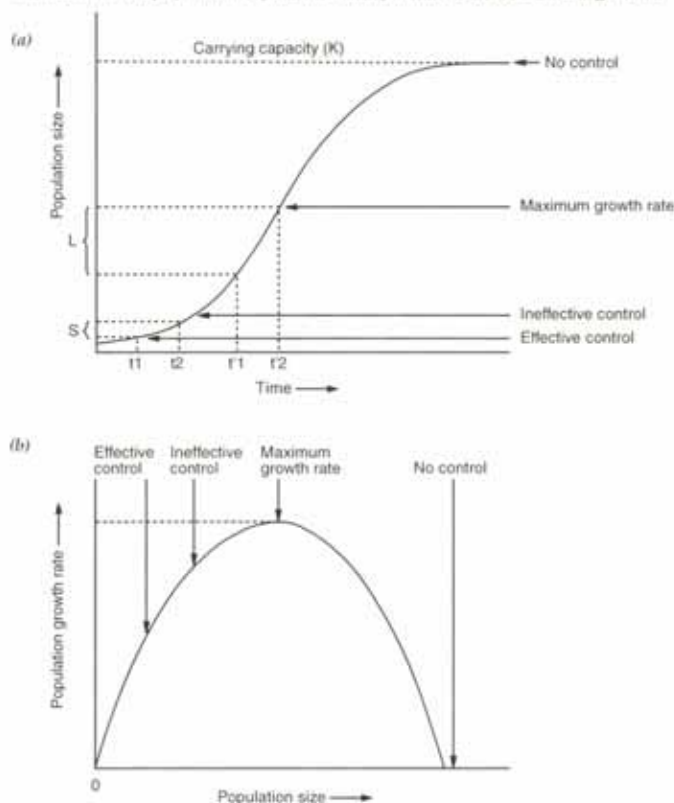 (a)
Carrying capacity (K)
No control
Population size
Maximum growth rate
L
Ineffective control
S
Effective control
t1 t2 t'1 t'2
Time
(b)
Effective control
Ineffective control
Maximum growth rate
No control
Population growth rate
0
Population size